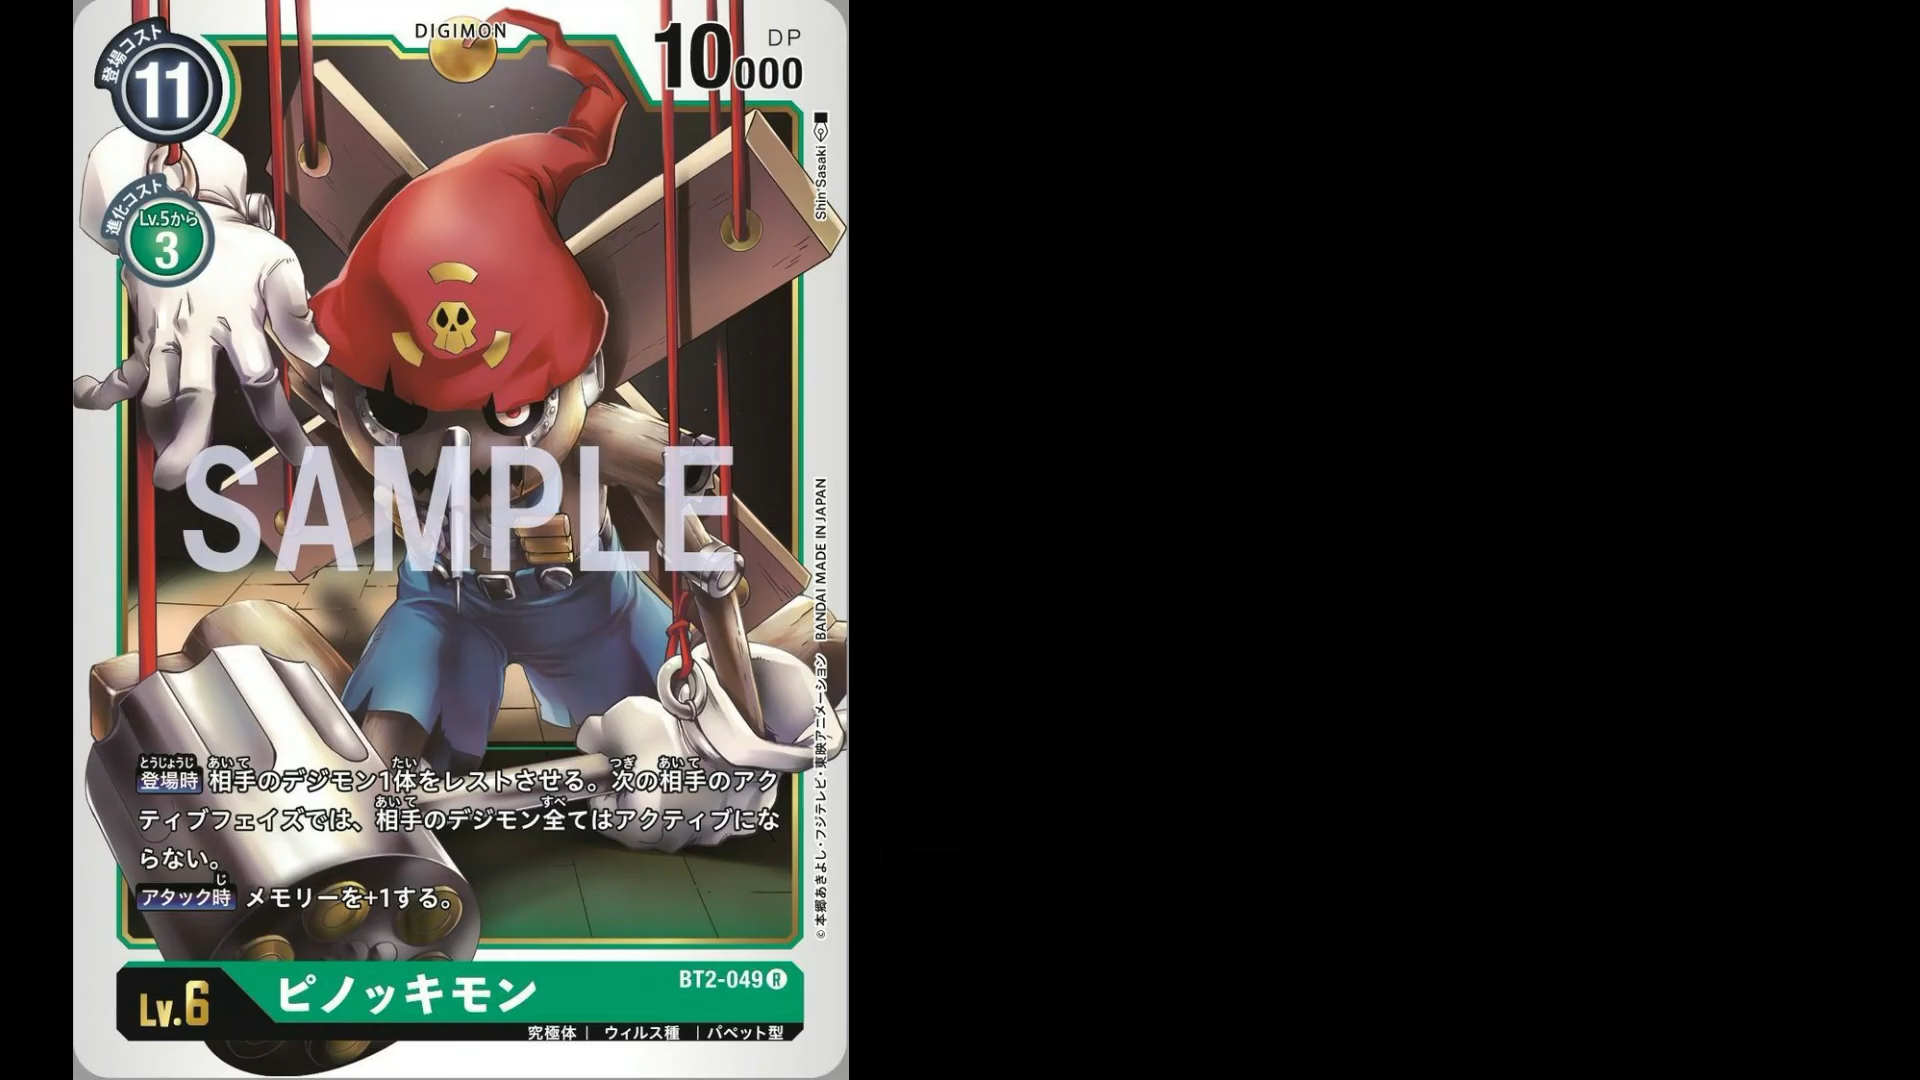 登場コスト
11
DIGIMON
10000
DP
進化コスト
Lv.5から
3
Shin Sasaki
SAMPLE
とうじょうじ あいて たい つぎ あいて
登場時 相手のデジモン1体をレストさせる。次の相手のアク
あいて すべ
ティブフェイズでは、相手のデジモン全てはアクティブにな
らない。
じ
アタック時 メモリーを+1する。
©本郷あきよし・フジテレビ・東映アニメーション BANDAI MADE IN JAPAN
BT2-049 R
Lv.6 ピノッキモン
究極体 | ウィルス種 | パペット型